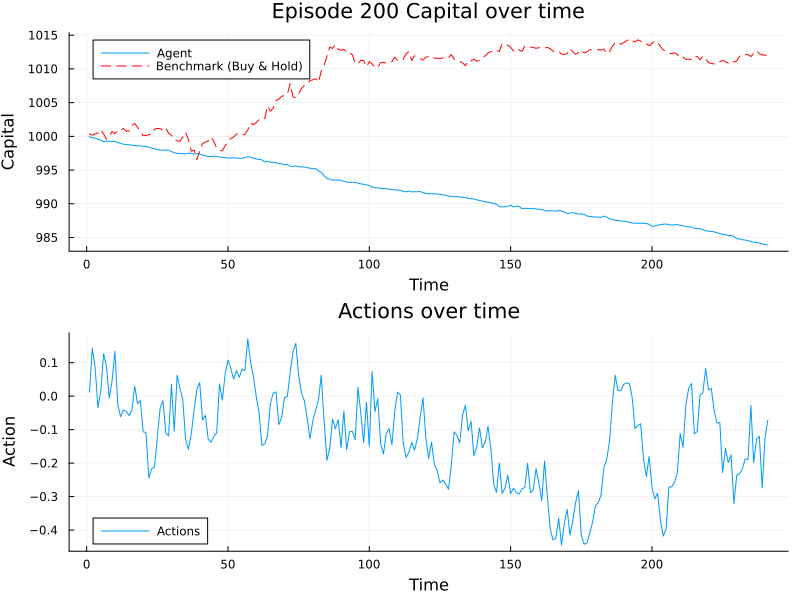 Episode 200 Capital over time
1015
1010
1005
1000
995
990
985
Capital
Agent
Benchmark (Buy & Hold)
0
50
100
150
200
Time
Actions over time
0.1
0.0
−0.1
−0.2
−0.3
−0.4
Action
Actions
0
50
100
150
200
Time